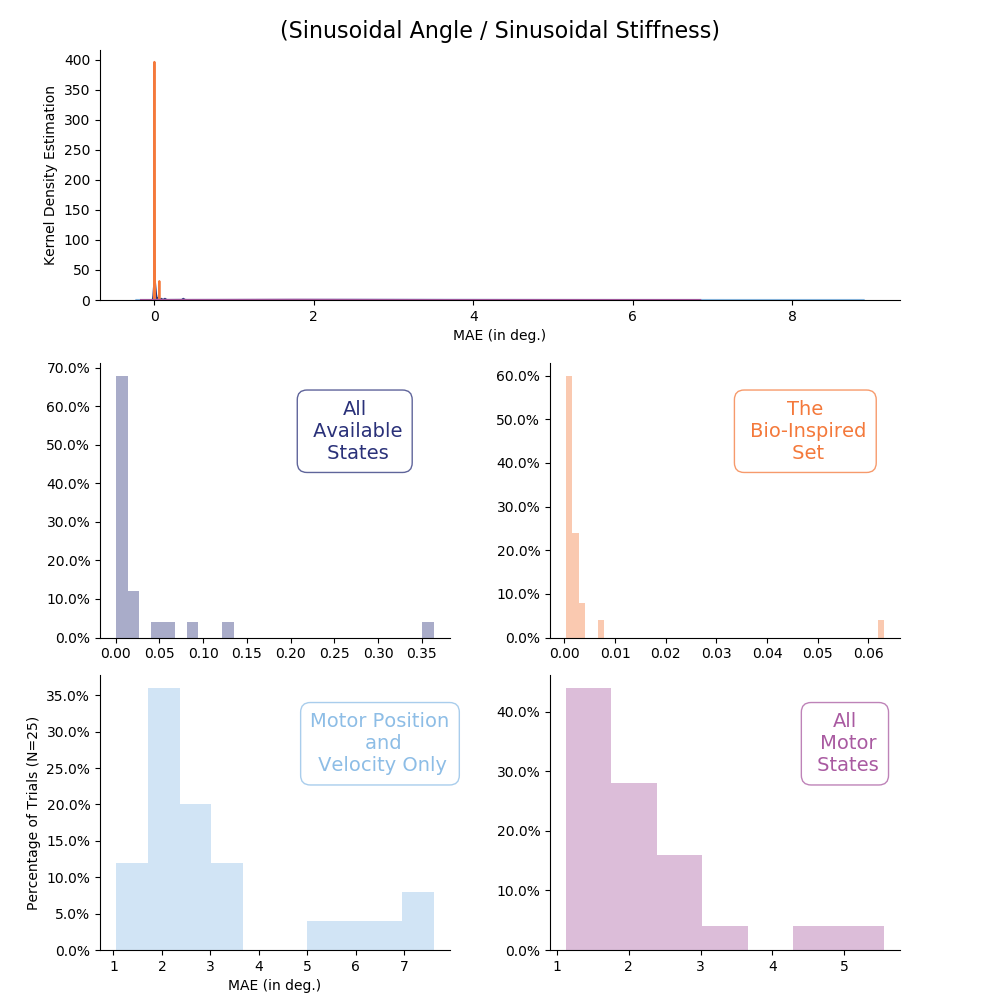 (Sinusoidal Angle / Sinusoidal Stiffness)
Kernel Density Estimation
400
350
300
250
200
150
100
50
0
0 2 4 6 8
MAE (in deg.)
70.0%
60.0%
50.0%
40.0%
30.0%
20.0%
10.0%
0.0%
0.00 0.05 0.10 0.15 0.20 0.25 0.30 0.35
All
Available
States
60.0%
50.0%
40.0%
30.0%
20.0%
10.0%
0.0%
0.00 0.01 0.02 0.03 0.04 0.05 0.06
The
Bio-Inspired
Set
Percentage of Trials (N=25)
35.0%
30.0%
25.0%
20.0%
15.0%
10.0%
5.0%
0.0%
1 2 3 4 5 6 7
MAE (in deg.)
Motor Position
and
Velocity Only
40.0%
30.0%
20.0%
10.0%
0.0%
1 2 3 4 5
All
Motor
States